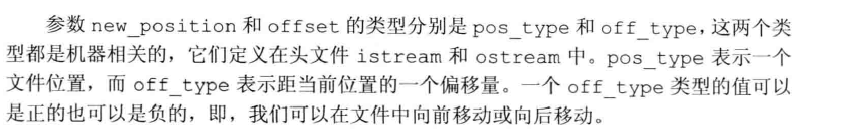 参数 new_position 和 offset 的类型分别是 pos_type 和 off_type,这两个类
型都是机器相关的，它们定义在头文件 istream 和 ostream 中。pos_type 表示一个
文件位置，而 off_type 表示距当前位置的一个偏移量。一个 off_type 类型的值可以
是正的也可以是负的，即，我们可以在文件中向前移动或向后移动。